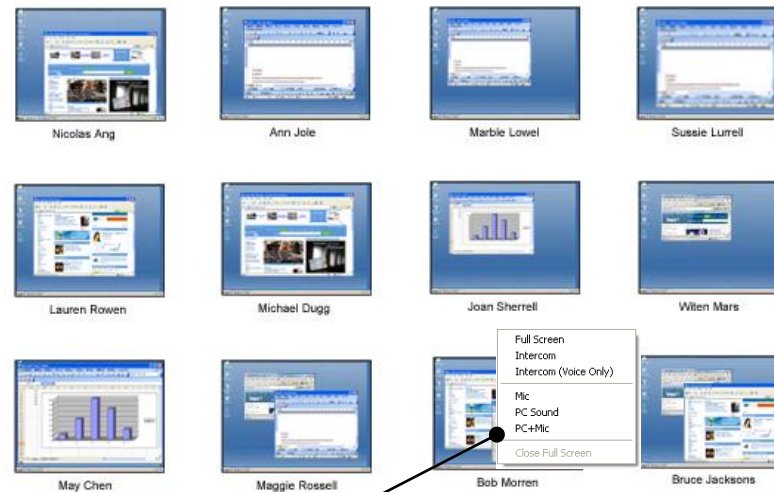 Nicolas Ang
Ann Jole
Marble Lowel
Sussie Lurrell
Lauren Rowen
Michael Dugg
Joan Sherrell
Witen Mars
Full Screen
Intercom
Intercom (Voice Only)
Mic
PC Sound
PC+Mic
Close Full Screen
May Chen
Maggie Rossell
Bob Morren
Bruce Jacksons